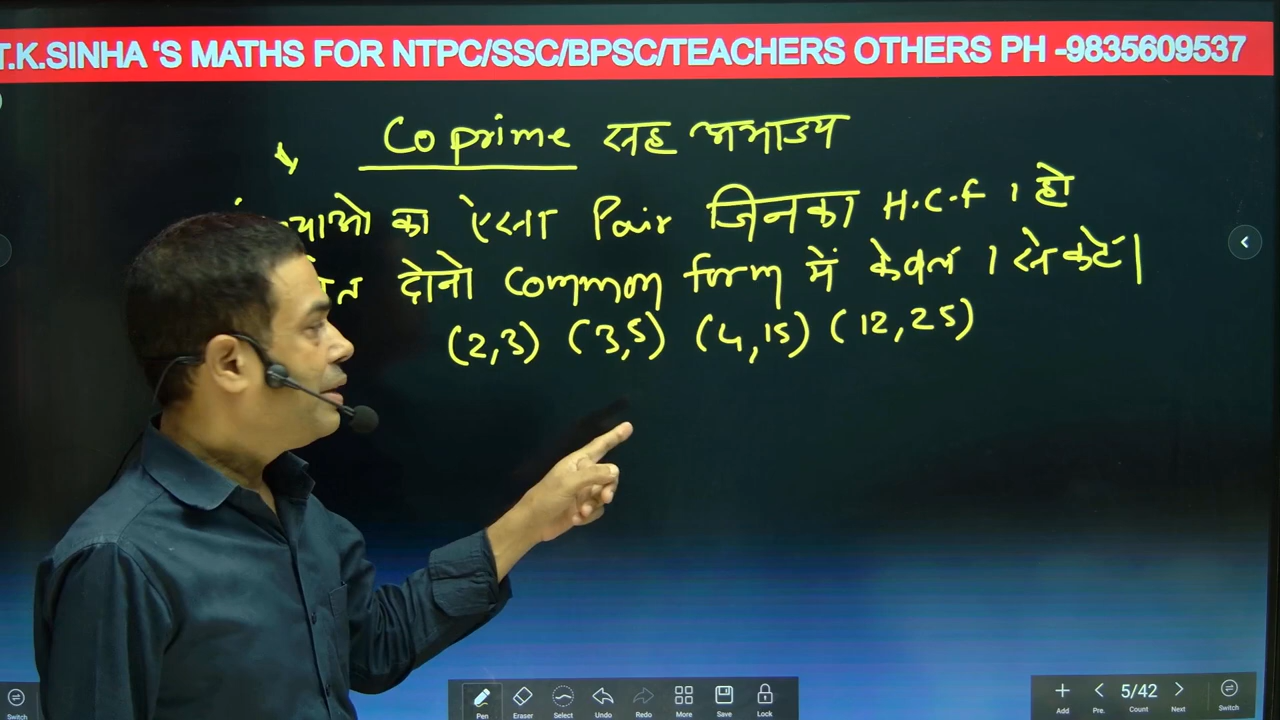 T.K.SINHA 'S MATHS FOR NTPC/SSC/BPSC/TEACHERS OTHERS PH -9835609537
Coprime सह अभाज्य
का ऐसा Pair जिनका H.C.F 1 हो
दोनो Common form में केवल 1 से कटे।
(2,3) (3,5) (4,15) (12,25)
Switch Pen Eraser Select Undo Redo More Save Lock Add Pre. 5/42 Count Next Switch